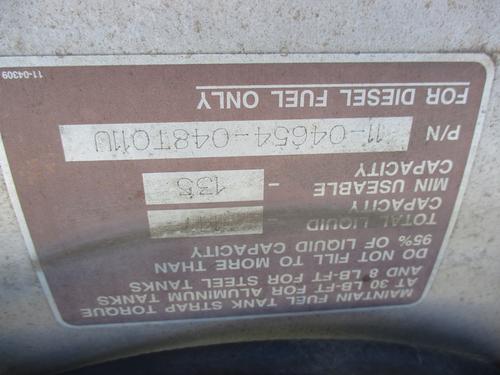 MAINTAIN FUEL TANK STRAP TORQUE
AT 30 LB-FT FOR ALUMINUM TANKS
AND 8 LB-FT FOR STEEL TANKS
DO NOT FILL TO MORE THAN
95% OF LIQUID CAPACITY
TOTAL LIQUID
CAPACITY -
MIN USEABLE
CAPACITY - 135
P/N 11-04654-048T011U
FOR DIESEL FUEL ONLY
11-04309